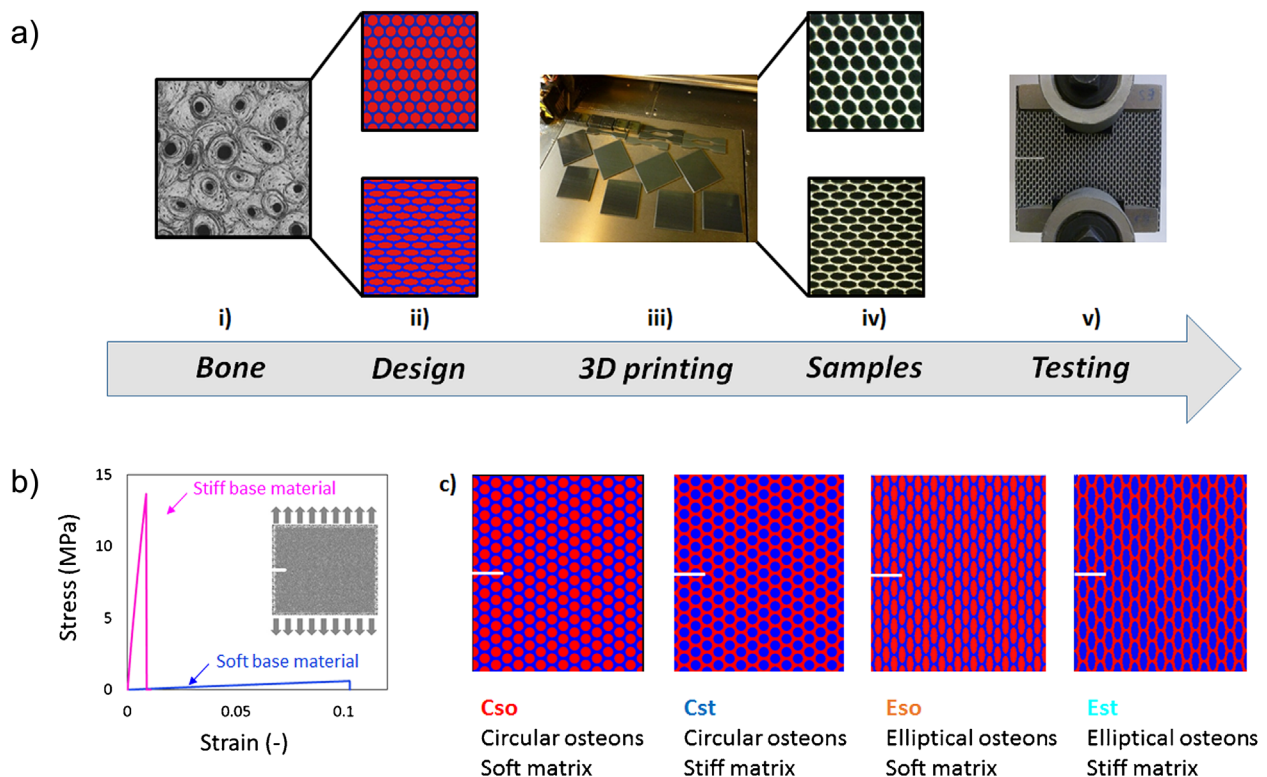 a)
i)
ii)
iii)
iv)
v)
Bone
Design
3D printing
Samples
Testing
b)
15
10
5
0
0
0.05
0.1
Stress (MPa)
Strain (-)
Stiff base material
Soft base material
c)
Cso
Circular osteons
Soft matrix
Cst
Circular osteons
Stiff matrix
Eso
Elliptical osteons
Soft matrix
Est
Elliptical osteons
Stiff matrix